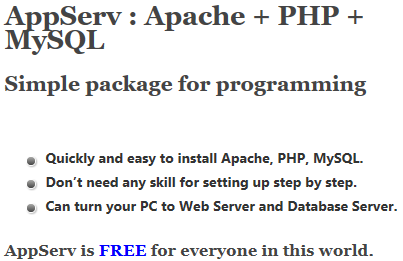 AppServ : Apache + PHP +
MySQL
Simple package for programming
Quickly and easy to install Apache, PHP, MySQL.
Don’t need any skill for setting up step by step.
Can turn your PC to Web Server and Database Server.
AppServ is FREE for everyone in this world.